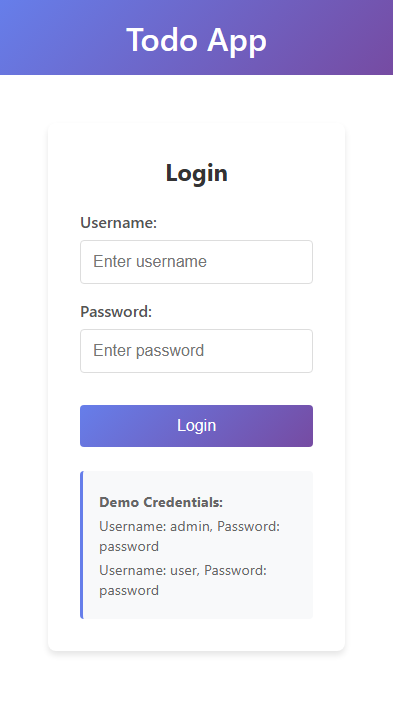 Todo App
Login
Username:
Enter username
Password:
Enter password
Login
Demo Credentials:
Username: admin, Password:
password
Username: user, Password:
password